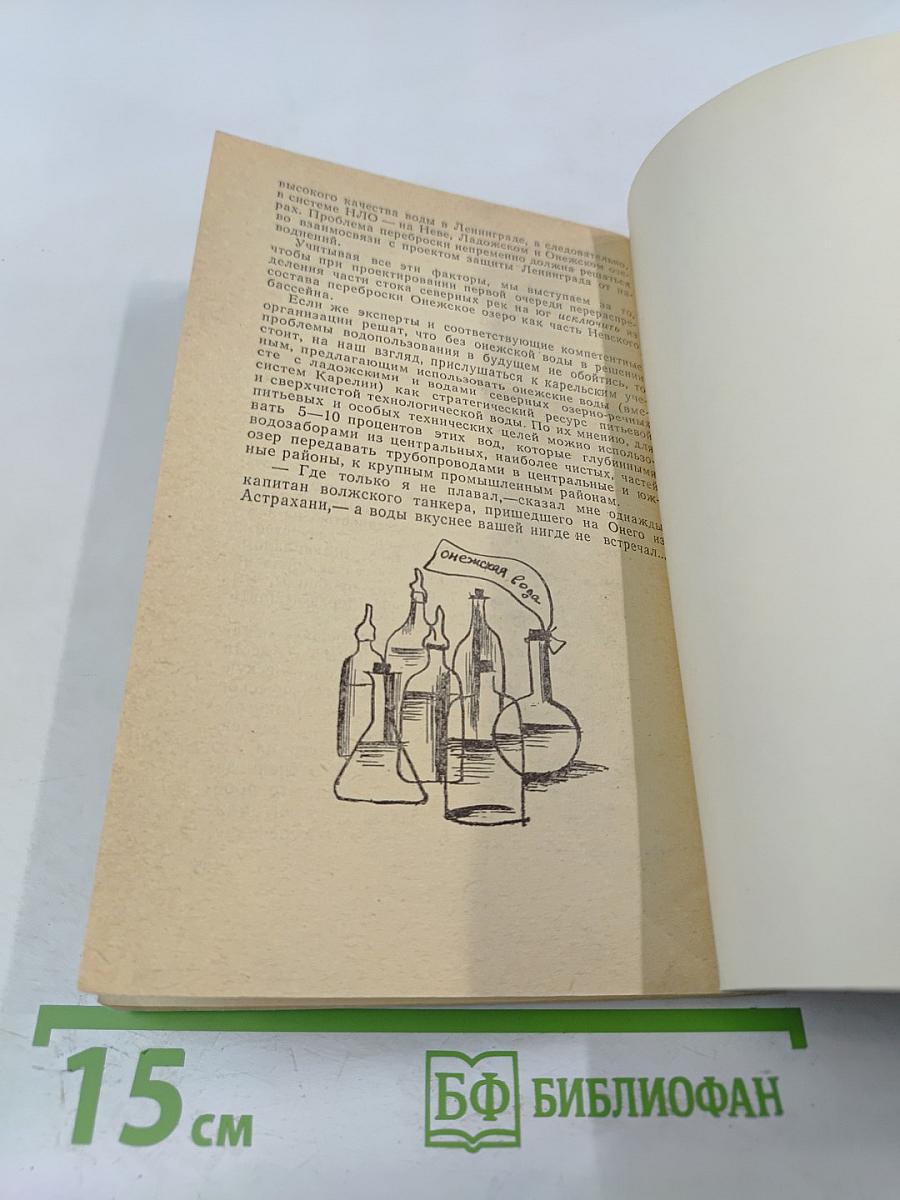 высокого качества воды в Ленинграде, а следовательно,
в системе НЛО — на Неве, Ладожском и Онежском озе-
рах. Проблема переброски непременно должна решаться
во взаимосвязи с проектом защиты Ленинграда от на-
воднений.
Учитывая все эти факторы, мы выступаем за то,
чтобы при проектировании первой очереди перераспре-
деления части стока северных рек на юг исключить из
состава переброски Онежское озеро как часть Невского
бассейна.
Если же эксперты и соответствующие компетентные
организации решат, что без онежской воды в решении
проблемы водопользования в будущем не обойтись, то
стоит, на наш взгляд, прислушаться к карельским уче-
ным, предлагающим использовать онежские воды (вме-
сте с ладожскими и водами северных озерно-речных
систем Карелии) как стратегический ресурс питьевой
и сверхчистой технологической воды. По их мнению, для
питьевых и особых технических целей можно использо-
вать 5—10 процентов этих вод, которые глубинными
водозаборами из центральных, наиболее чистых, частей
озер передавать трубопроводами в центральные и юж-
ные районы, к крупным промышленным районам.
— Где только я не плавал,—сказал мне однажды
капитан волжского танкера, пришедшего на Онего из
Астрахани,— а воды вкуснее вашей нигде не встречал...
онежская вода
15 см
БФ БИБЛИОФАН